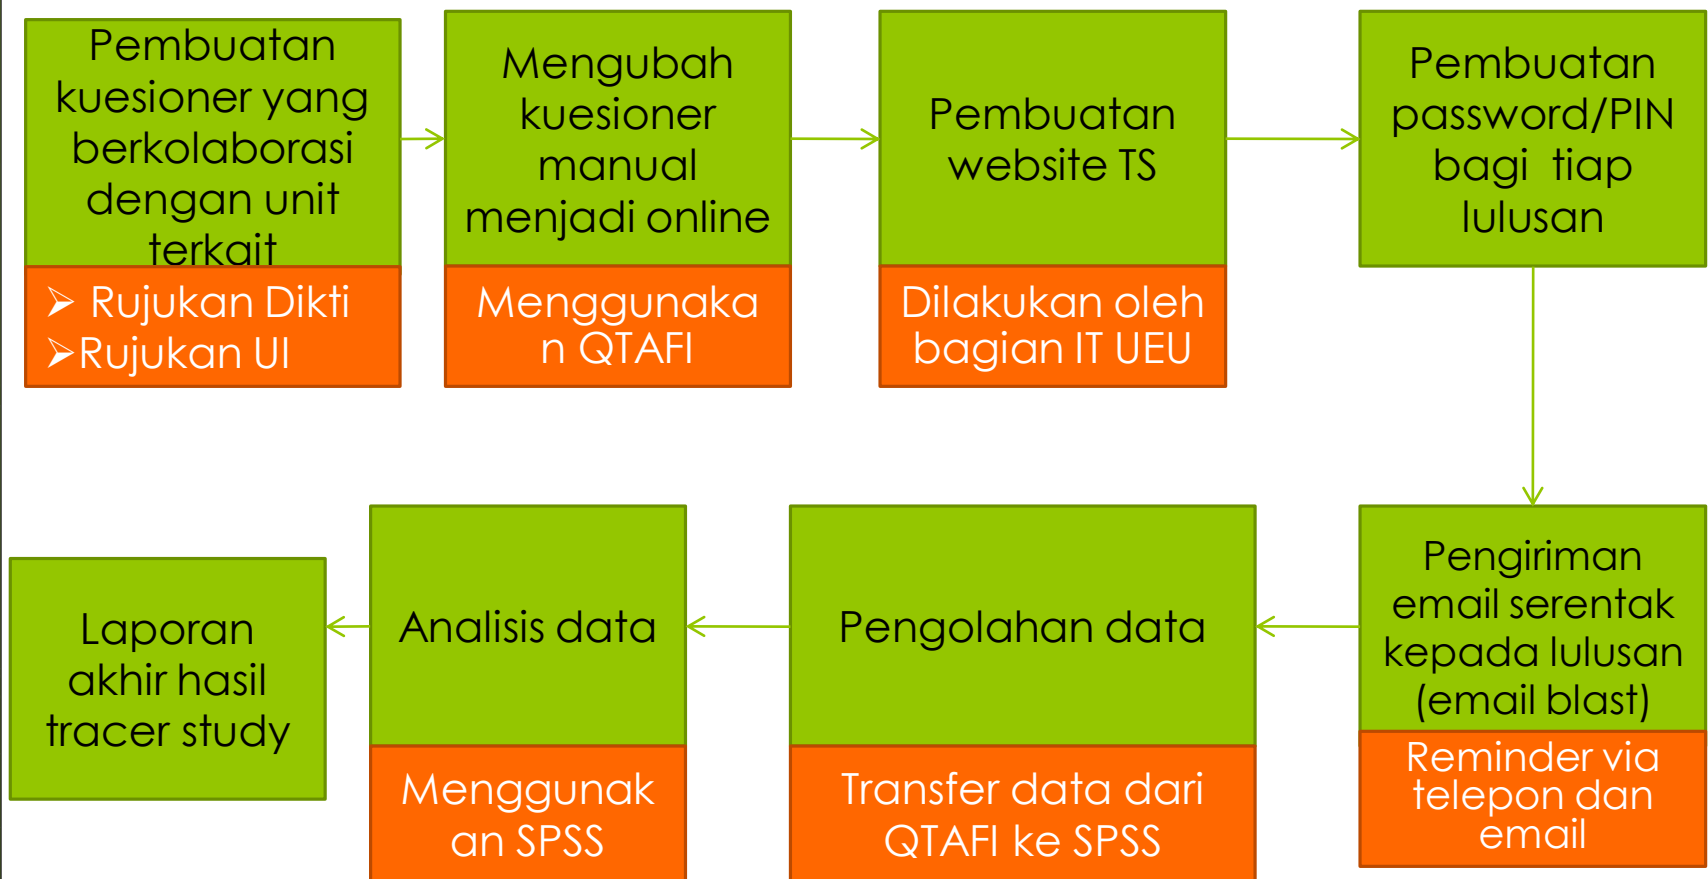 Pembuatan
kuesioner yang
berkolaborasi
dengan unit
terkait
➢ Rujukan Dikti
➢Rujukan UI
Mengubah
kuesioner
manual
menjadi online
Menggunaka
n QTAFI
Pembuatan
website TS
Dilakukan oleh
bagian IT UEU
Pembuatan
password/PIN
bagi tiap
lulusan
Pengiriman
email serentak
kepada lulusan
(email blast)
Reminder via
telepon dan
email
Pengolahan data
Transfer data dari
QTAFI ke SPSS
Analisis data
Menggunak
an SPSS
Laporan
akhir hasil
tracer study